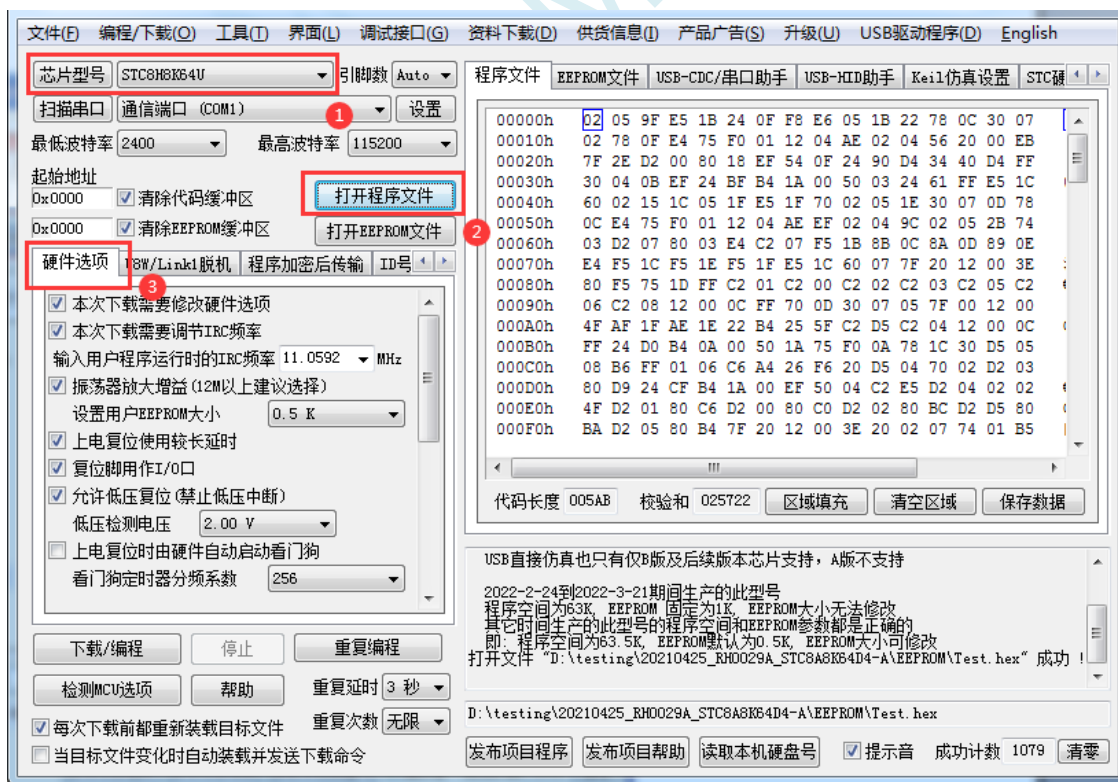 文件(F) 编程/下载(O) 工具(T) 界面(L) 调试接口(G) 资料下载(D) 供货信息(I) 产品广告(S) 升级(U) USB驱动程序(D) English
芯片型号 STC8H8K64U 引脚数 Auto
扫描串口 通信端口 (COM1) 设置
1
最低波特率 2400 最高波特率 115200
起始地址
0x0000 清除代码缓冲区 打开程序文件
0x0000 清除EEPROM缓冲区 打开EEPROM文件
2
硬件选项 U8W/Link1脱机 程序加密后传输 ID号
3
本次下载需要修改硬件选项
本次下载需要调节IRC频率
输入用户程序运行时的IRC频率 11.0592 MHz
振荡器放大增益(12M以上建议选择)
设置用户EEPROM大小 0.5 K
上电复位使用较长延时
复位脚用作I/O口
允许低压复位(禁止低压中断)
低压检测电压 2.00 V
上电复位时由硬件自动启动看门狗
看门狗定时器分频系数 256
下载/编程 停止 重复编程
检测MCU选项 帮助 重复延时 3 秒
每次下载前都重新装载目标文件 重复次数 无限
当目标文件变化时自动装载并发送下载命令
程序文件 EEPROM文件 USB-CDC/串口助手 USB-HID助手 Keil仿真设置 STC硬
00000h 02 05 9F E5 1B 24 0F F8 E6 05 1B 22 78 0C 30 07
00010h 02 78 0F E4 75 F0 01 12 04 AE 02 04 56 20 00 EB
00020h 7F 2E D2 00 80 18 EF 54 0F 24 90 D4 34 40 D4 FF
00030h 30 04 0B EF 24 BF B4 1A 00 50 03 24 61 FF E5 1C
00040h 60 02 15 1C 05 1F E5 1F 70 02 05 1E 30 07 0D 78
00050h 0C E4 75 F0 01 12 04 AE EF 02 04 9C 02 05 2B 74
00060h 03 D2 07 80 03 E4 C2 07 F5 1B 8B 0C 8A 0D 89 0E
00070h E4 F5 1C F5 1E F5 1F E5 1C 60 07 7F 20 12 00 3E
00080h 80 F5 75 1D FF C2 01 C2 00 C2 02 C2 03 C2 05 C2
00090h 06 C2 08 12 00 0C FF 70 0D 30 07 05 7F 00 12 00
000A0h 4F AF 1F AE 1E 22 B4 25 5F C2 D5 C2 04 12 00 0C
000B0h FF 24 D0 B4 0A 00 50 1A 75 F0 0A 78 1C 30 D5 05
000C0h 08 B6 FF 01 06 C6 A4 26 F6 20 D5 04 70 02 D2 03
000D0h 80 D9 24 CF B4 1A 00 EF 50 04 C2 E5 D2 04 02 02
000E0h 4F D2 01 80 C6 D2 00 80 C0 D2 02 80 BC D2 D5 80
000F0h BA D2 05 80 B4 7F 20 12 00 3E 20 02 07 74 01 B5
代码长度 005AB 校验和 025722 区域填充 清空区域 保存数据
USB直接仿真也只有仅B版及后续版本芯片支持，A版不支持
2022-2-24到2022-3-21期间生产的此型号
程序空间为63K, EEPROM 固定为1K, EEPROM大小无法修改
其它时间生产的此型号的程序空间和EEPROM参数都是正确的
即: 程序空间为63.5K, EEPROM默认为0.5K, EEPROM大小可修改
打开文件 "D:\testing\20210425_RH0029A_STC8A8K64D4-A\EEPROM\Test.hex" 成功 !
D:\testing\20210425_RH0029A_STC8A8K64D4-A\EEPROM\Test.hex
发布项目程序 发布项目帮助 读取本机硬盘号 提示音 成功计数 1079 清零